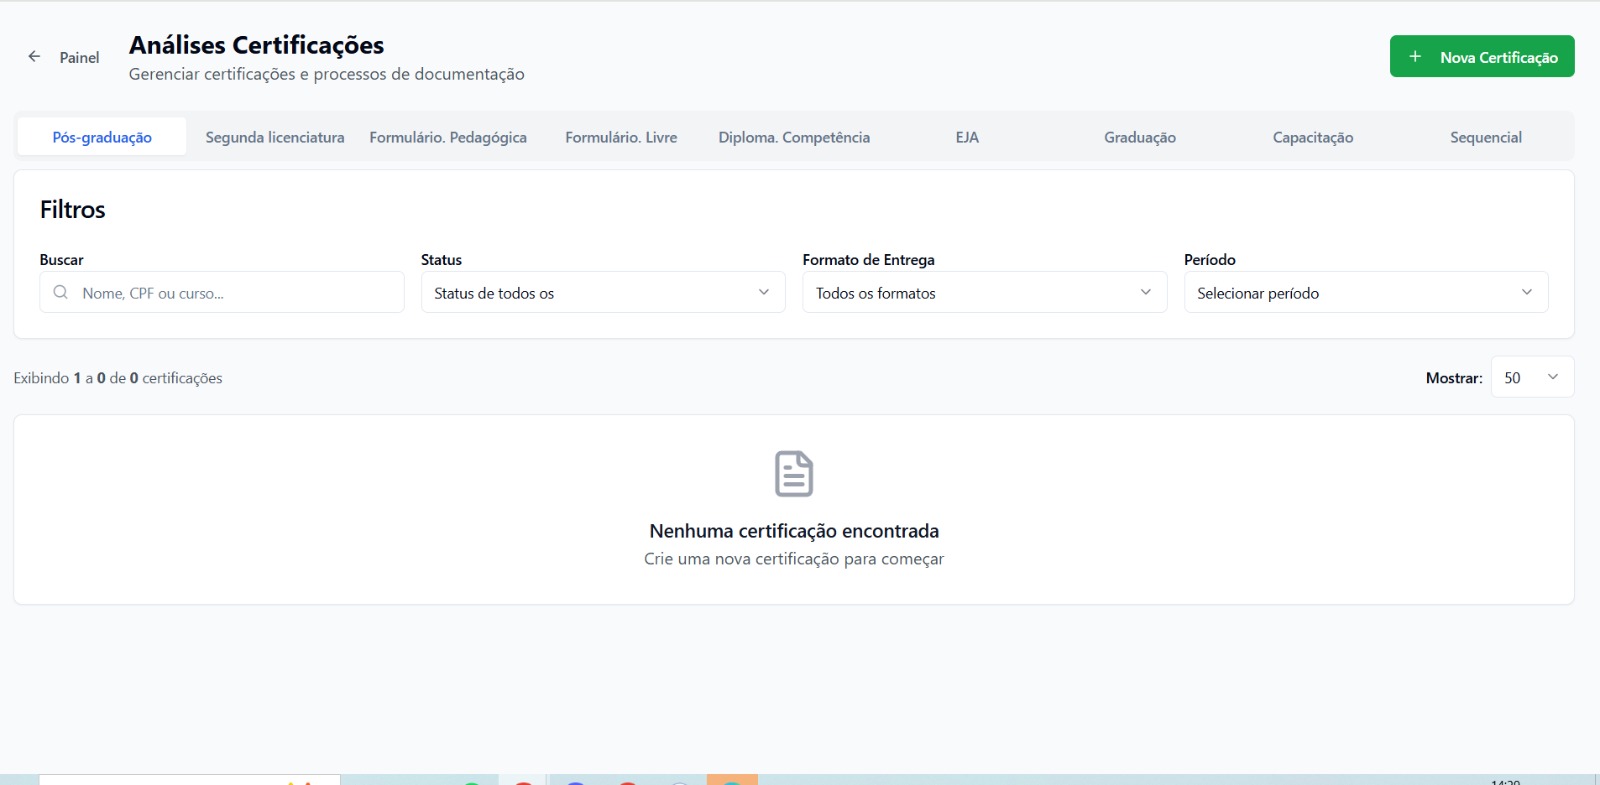 Painel
Análises Certificações
Gerenciar certificações e processos de documentação
Nova Certificação
Pós-graduação
Segunda licenciatura
Formulário. Pedagógica
Formulário. Livre
Diploma. Competência
EJA
Graduação
Capacitação
Sequencial
Filtros
Buscar
Nome, CPF ou curso...
Status
Status de todos os
Formato de Entrega
Todos os formatos
Período
Selecionar período
Exibindo 1 a 0 de 0 certificações
Mostrar: 50
Nenhuma certificação encontrada
Crie uma nova certificação para começar